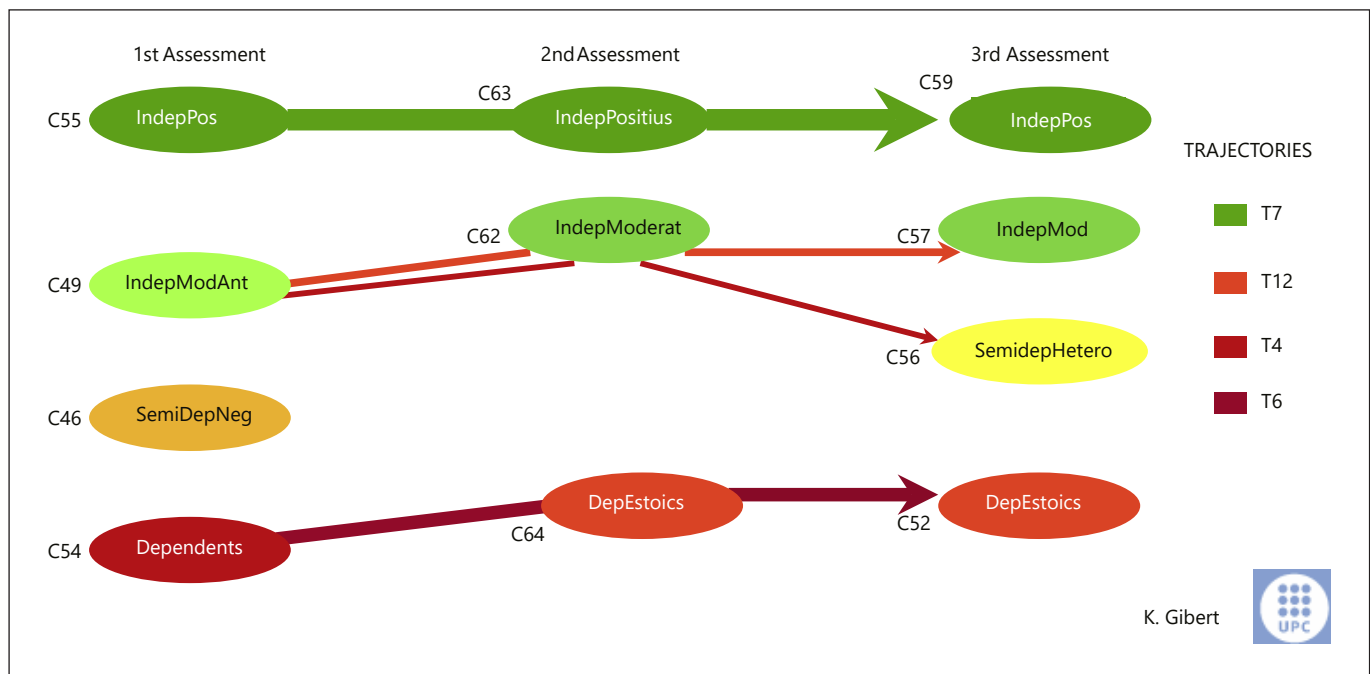 1st Assessment
2nd Assessment
3rd Assessment
C63
C59
C55
IndepPos
IndepPositius
IndepPos
TRAJECTORIES
T7
C62
IndepModerat
C57
IndepMod
C49
IndepModAnt
T12
C56
SemidepHetero
T4
C46
SemiDepNeg
T6
DepEstoics
DepEstoics
C64
C52
C54
Dependents
K. Gibert
UPC